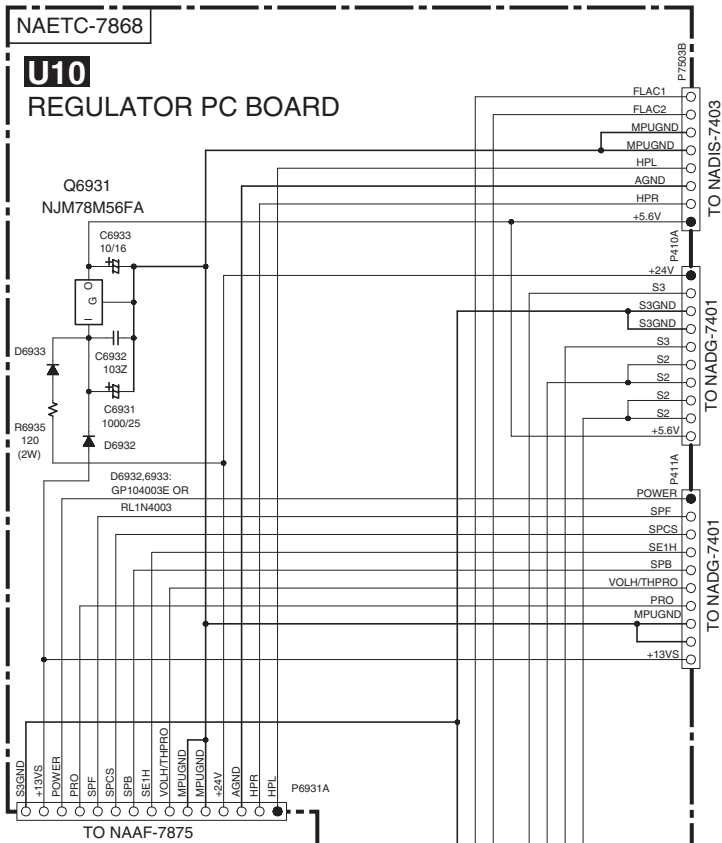 NAETC-7868
U10
REGULATOR PC BOARD
Q6931
NJM78M56FA
C6933
10/16
O
G
I
C6932
103Z
C6931
1000/25
D6933
R6935
120
(2W)
D6932
D6932,6933:
GP104003E OR
RL1N4003
P7503B
FLAC1
FLAC2
MPUGND
MPUGND
HPL
AGND
HPR
+5.6V
TO NADIS-7403
P410A
+24V
S3
S3GND
S3GND
S3
S2
S2
S2
S2
+5.6V
TO NADG-7401
P411A
POWER
SPF
SPCS
SE1H
SPB
VOLH/THPRO
PRO
MPUGND
+13VS
TO NADG-7401
S3GND
+13VS
POWER
PRO
SPF
SPCS
SPB
SE1H
VOLH/THPRO
MPUGND
MPUGND
+24V
AGND
HPR
HPL
P6931A
TO NAAF-7875